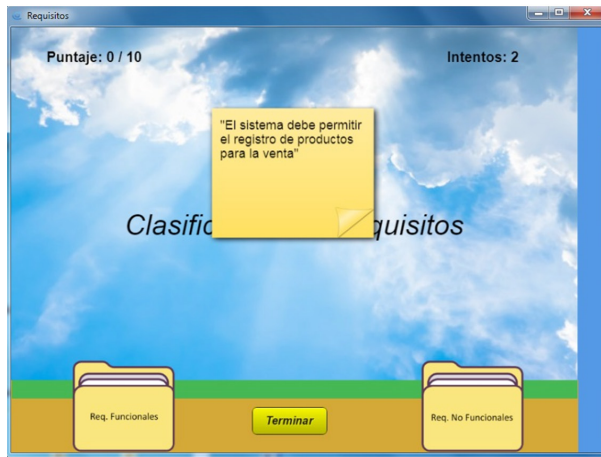 Requisitos
Puntaje: 0 / 10
Intentos: 2
"El sistema debe permitir
el registro de productos
para la venta"
Clasific quisitos
Req. Funcionales
Terminar
Req. No Funcionales